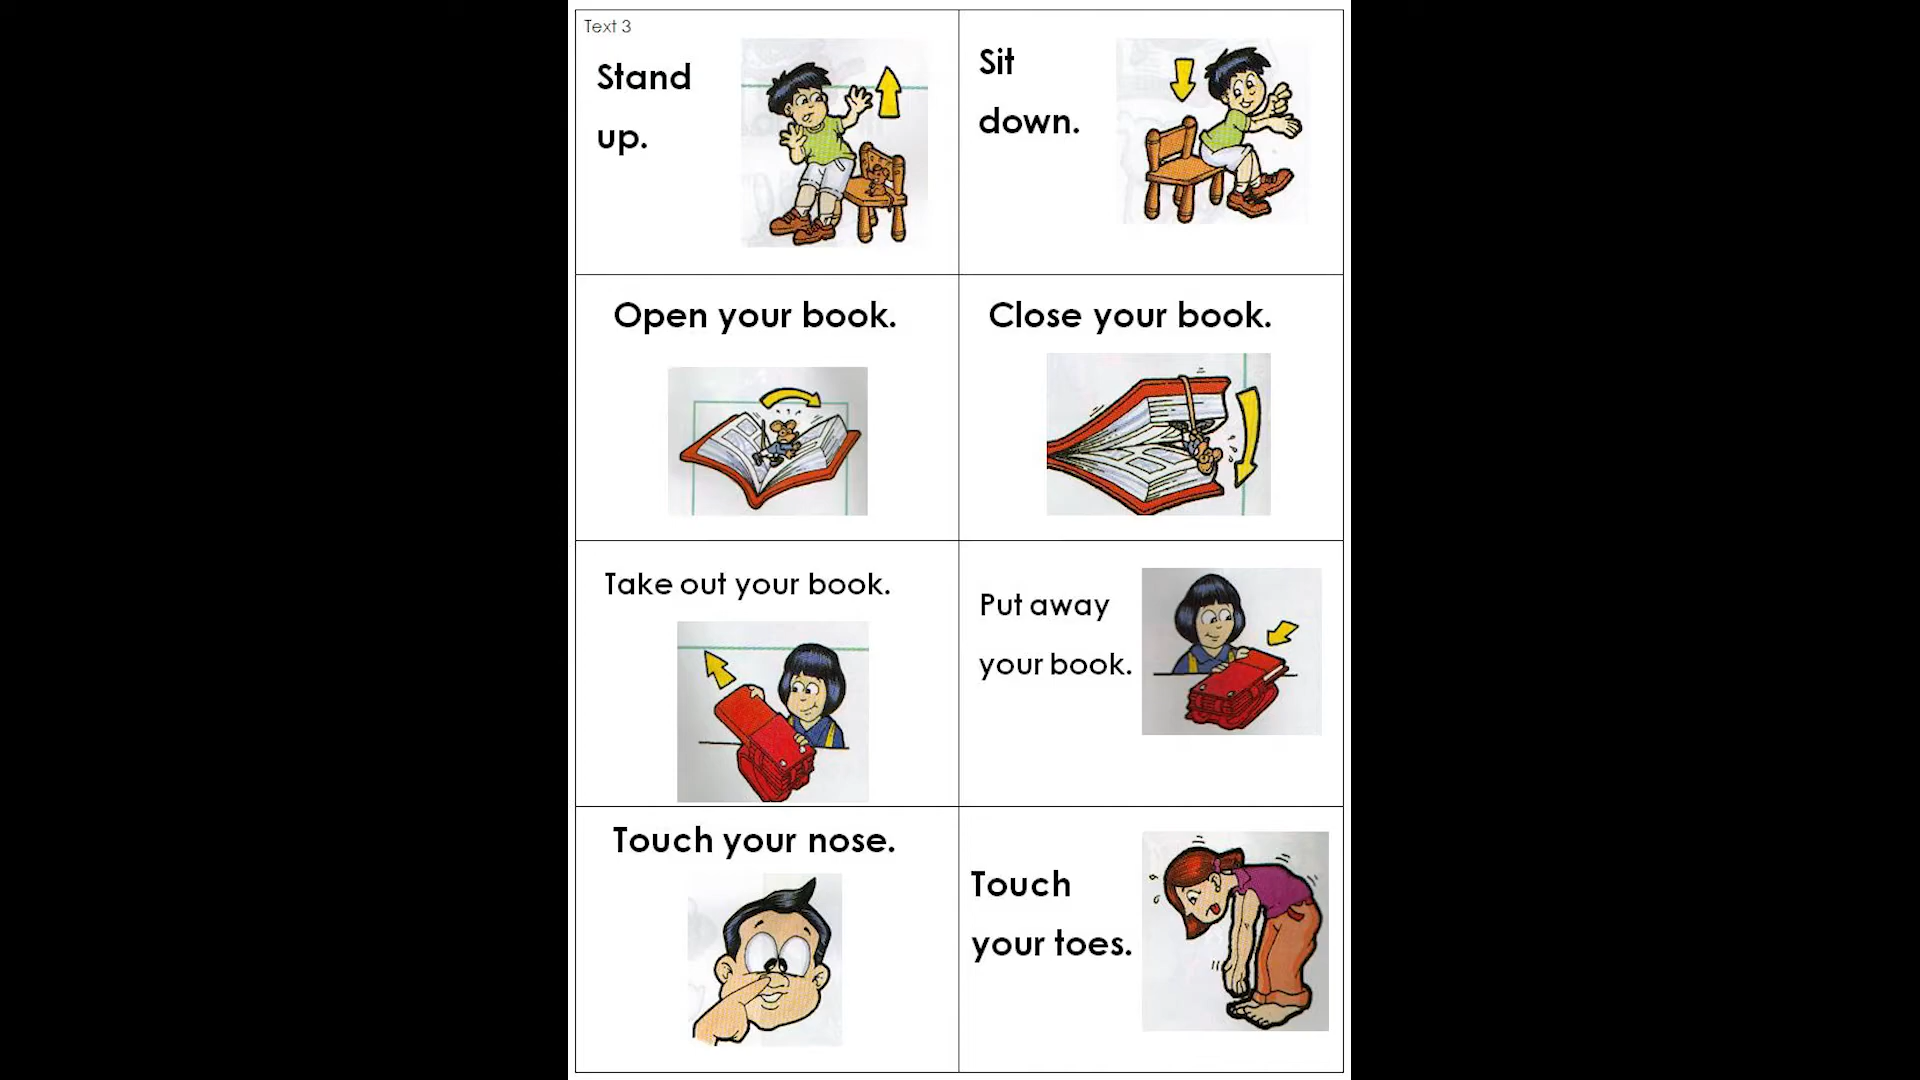 Text 3
Stand
up.
Sit
down.
Open your book.
Close your book.
Take out your book.
Put away
your book.
Touch your nose.
Touch
your toes.